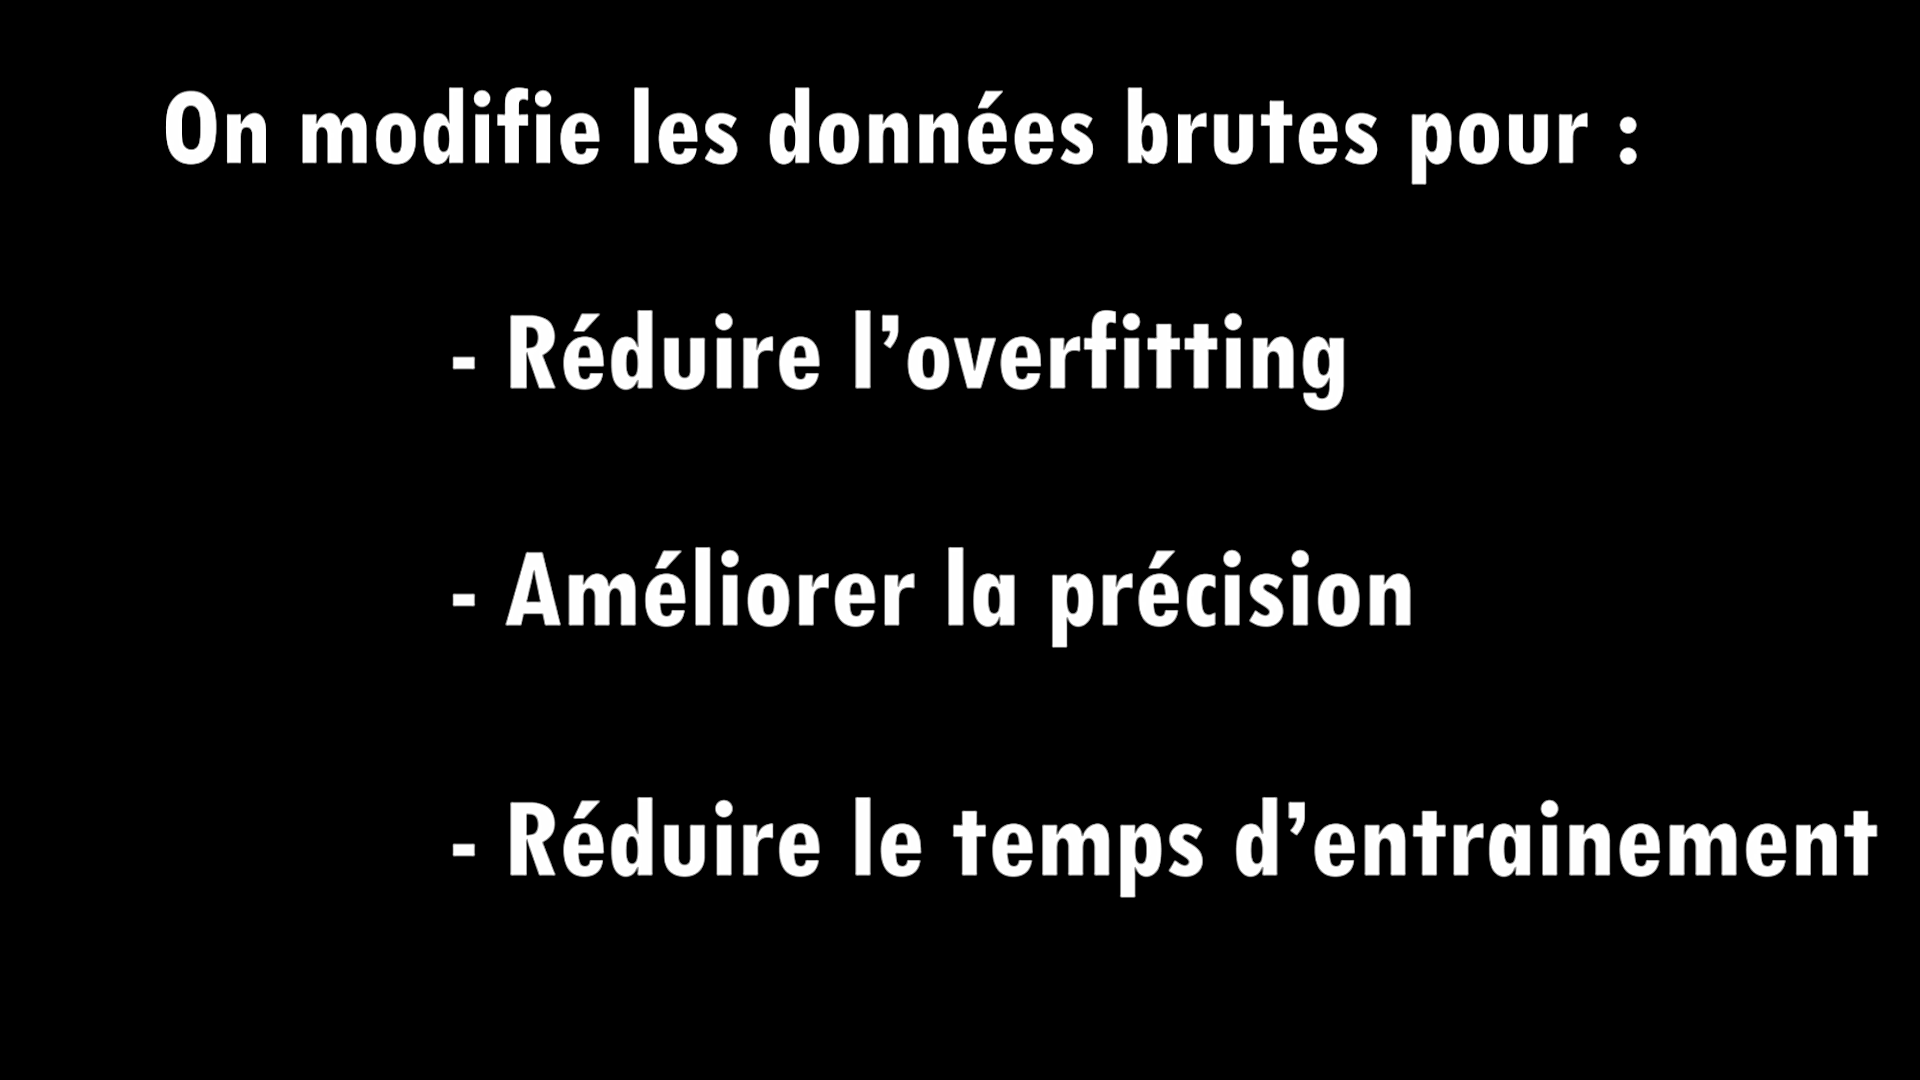 On modifie les données brutes pour :
- Réduire l’overfitting
- Améliorer la précision
- Réduire le temps d’entrainement